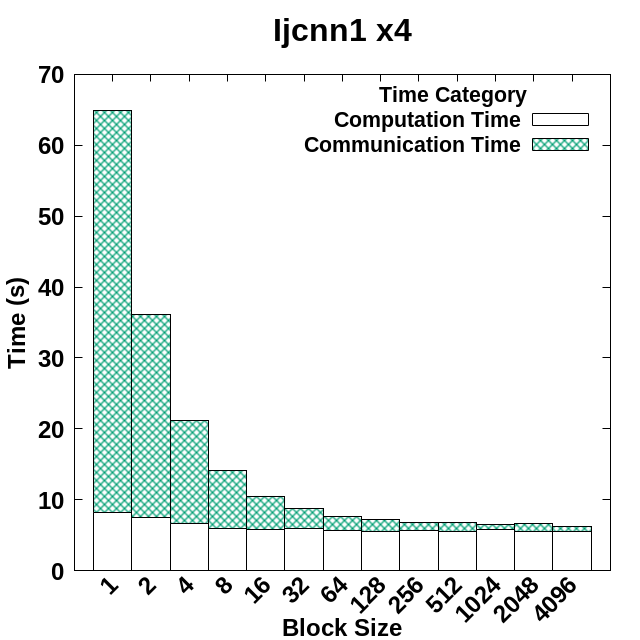 Ijcnn1 x4
Time Category
Computation Time
Communication Time
70
60
50
40
30
20
10
0
Time (s)
1 2 4 8 16 32 64 128 256 512 1024 2048 4096
Block Size